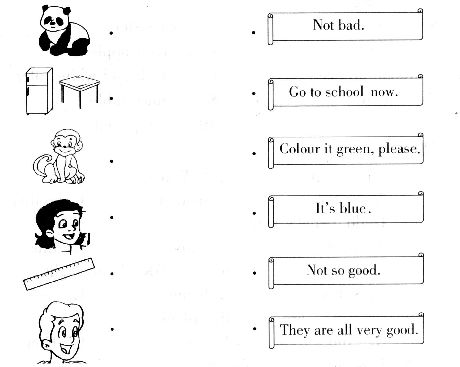 Not bad.
Go to school now.
Colour it green, please.
It's blue.
Not so good.
They are all very good.